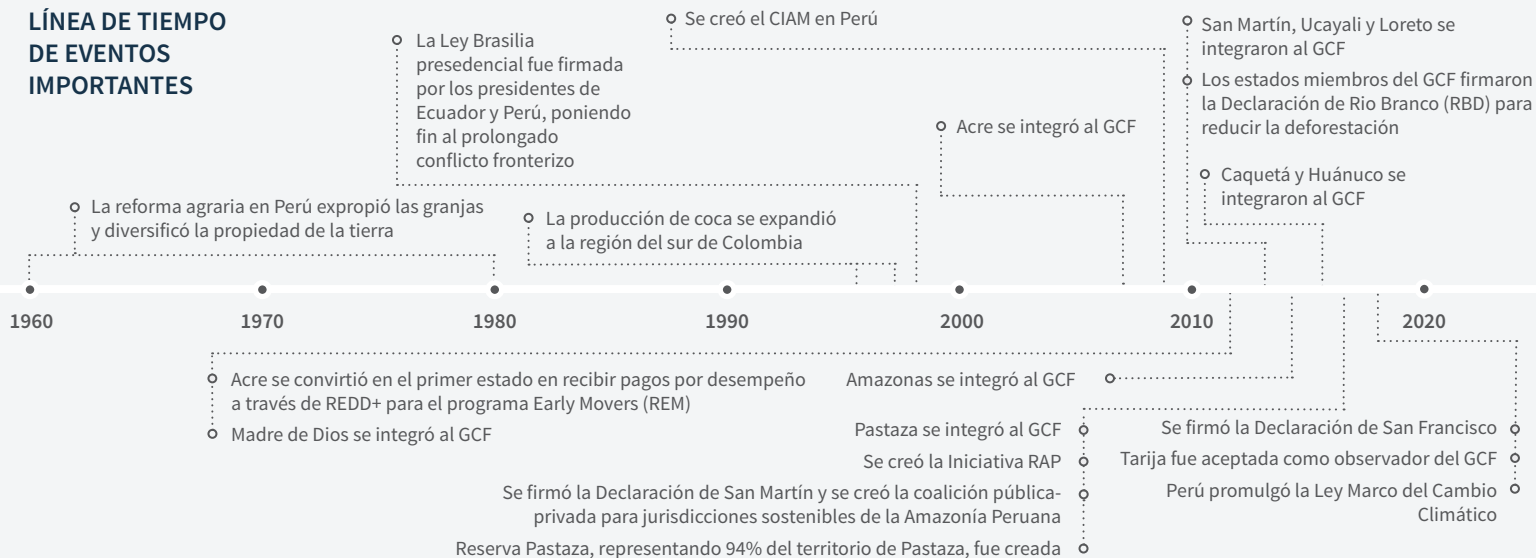 LÍNEA DE TIEMPO
DE EVENTOS
IMPORTANTES
La Ley Brasilia
presedencial fue firmada
por los presidentes de
Ecuador y Perú, poniendo
fin al prolongado
conflicto fronterizo
Se creó el CIAM en Perú
San Martín, Ucayali y Loreto se
integraron al GCF
Los estados miembros del GCF firmaron
la Declaración de Rio Branco (RBD) para
reducir la deforestación
Acre se integró al GCF
Caquetá y Huánuco se
integraron al GCF
La reforma agraria en Perú expropió las granjas
y diversificó la propiedad de la tierra
La producción de coca se expandió
a la región del sur de Colombia
1960 1970 1980 1990 2000 2010 2020
Acre se convirtió en el primer estado en recibir pagos por desempeño
a través de REDD+ para el programa Early Movers (REM)
Madre de Dios se integró al GCF
Amazonas se integró al GCF
Pastaza se integró al GCF
Se creó la Iniciativa RAP
Se firmó la Declaración de San Martín y se creó la coalición pública-
privada para jurisdicciones sostenibles de la Amazonía Peruana
Reserva Pastaza, representando 94% del territorio de Pastaza, fue creada
Se firmó la Declaración de San Francisco
Tarija fue aceptada como observador del GCF
Perú promulgó la Ley Marco del Cambio
Climático